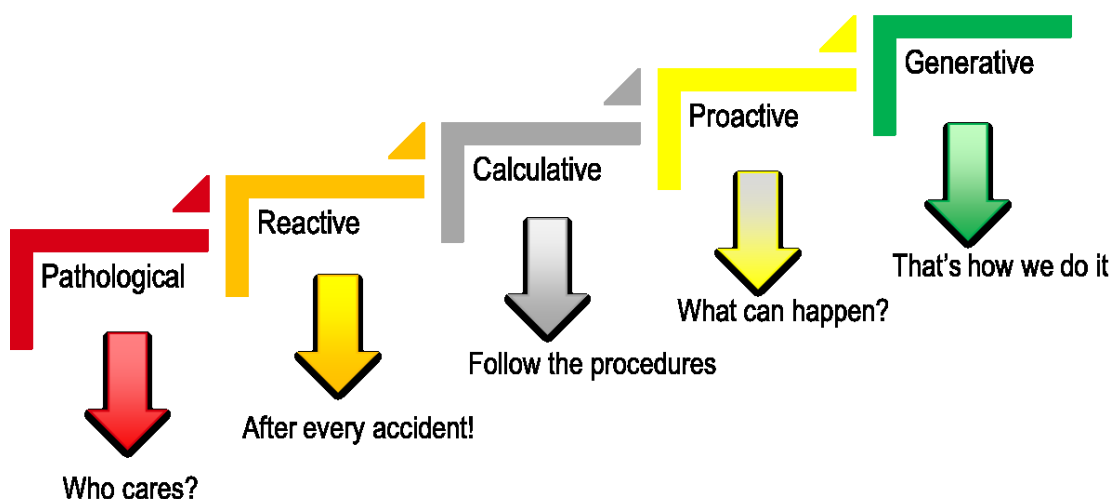 Pathological
Who cares?
Reactive
After every accident!
Calculative
Follow the procedures
Proactive
What can happen?
Generative
That's how we do it